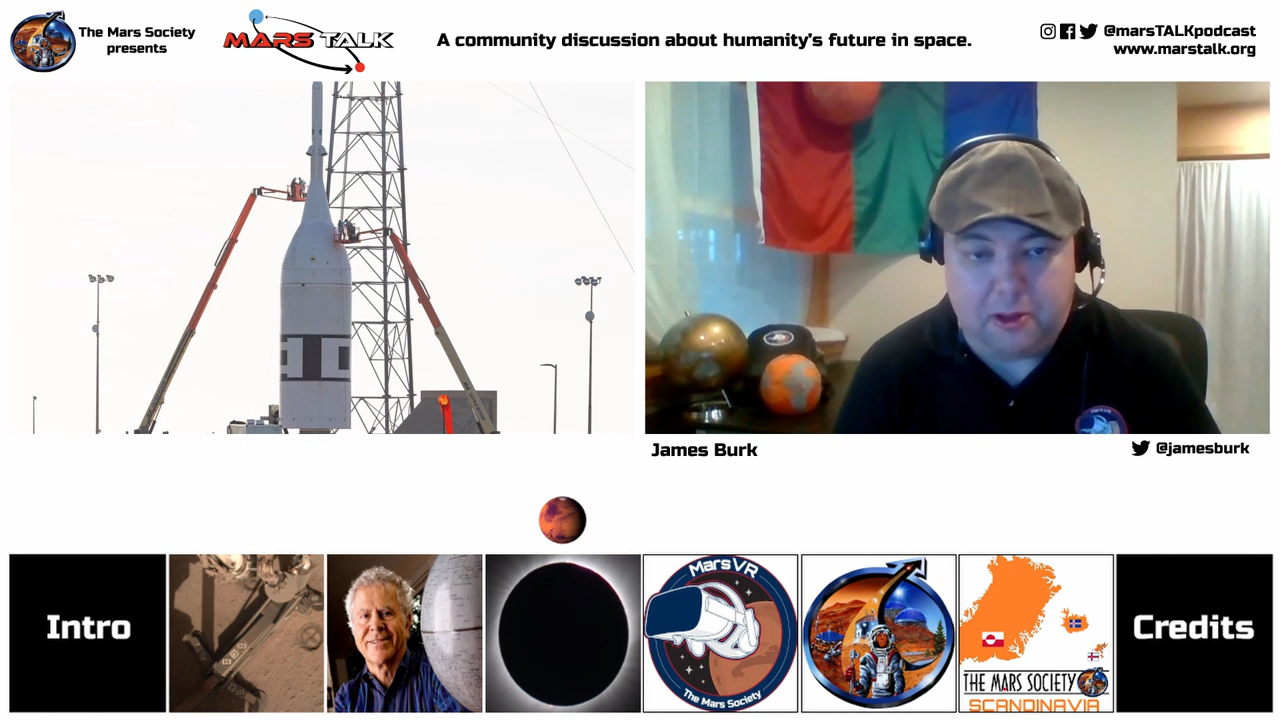 The Mars Society
presents
MARS TALK
A community discussion about humanity's future in space.
@marsTALKpodcast
www.marstalk.org
James Burk
@jamesburk
Intro
MarsVR
The Mars Society
THE MARS SOCIETY
SCANDINAVIA
Credits